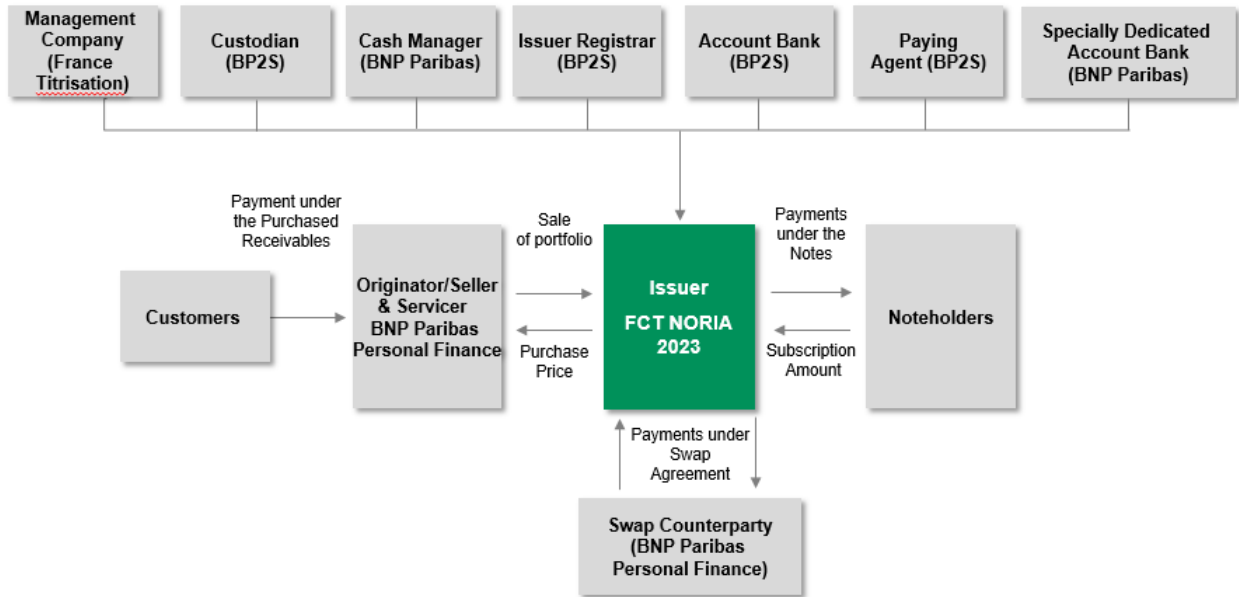 Management
Company
(France
Titrisation)
Custodian
(BP2S)
Cash Manager
(BNP Paribas)
Issuer Registrar
(BP2S)
Account Bank
(BP2S)
Paying
Agent (BP2S)
Specially Dedicated
Account Bank
(BNP Paribas)
Payment under
the Purchased
Receivables
Sale
of portfolio
Payments
under the
Notes
Customers
Originator/Seller
& Servicer
BNP Paribas
Personal Finance
Issuer
FCT NORIA
2023
Noteholders
Purchase
Price
Subscription
Amount
Payments under
Swap
Agreement
Swap Counterparty
(BNP Paribas
Personal Finance)